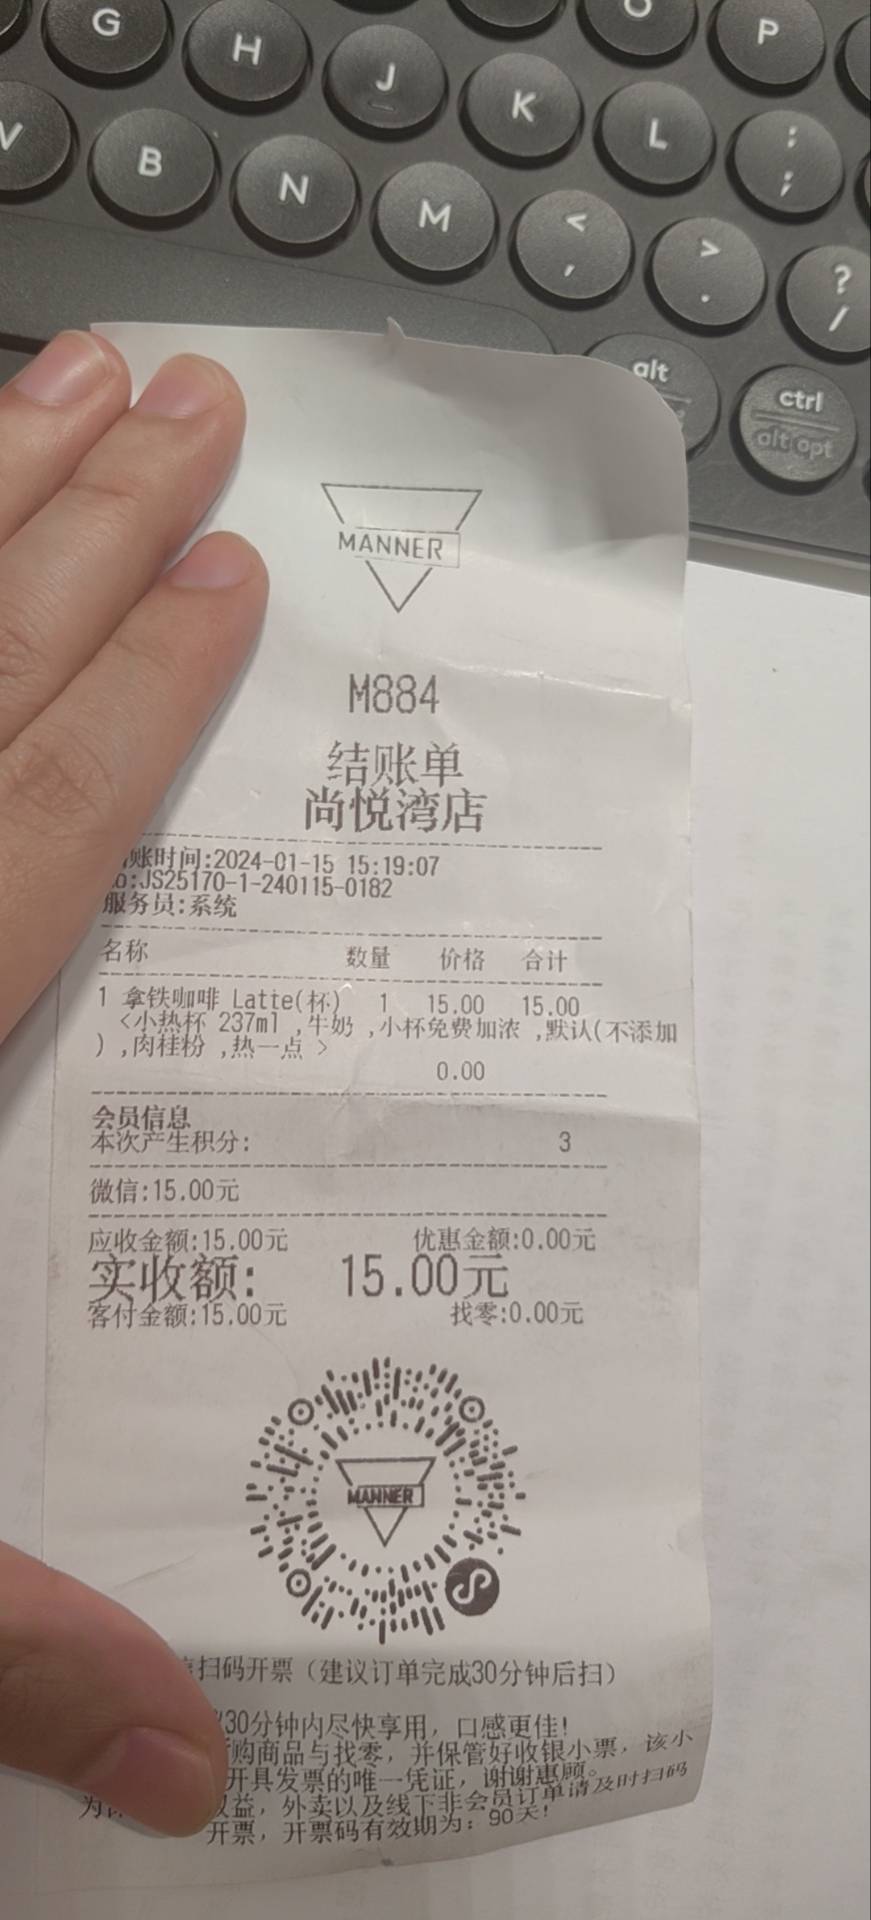 G H J K O P
V B N M L : ;
< , > . ? /
alt
ctrl
alt opt
MANNER
M884
结账单
尚悦湾店
账时间:2024-01-15 15:19:07
o:JS25170-1-240115-0182
服务员:系统
名称 数量 价格 合计
1 拿铁咖啡 Latte(杯) 1 15.00 15.00
<小热杯 237ml ,牛奶 ,小杯免费加浓 ,默认(不添加
) ,肉桂粉 ,热一点 >
0.00
会员信息
本次产生积分: 3
微信:15.00元
应收金额:15.00元 优惠金额:0.00元
实收额: 15.00元
客付金额:15.00元 找零:0.00元
MANNER
扫码开票（建议订单完成30分钟后扫）
30分钟内尽快享用，口感更佳!
购商品与找零，并保管好收银小票，该小
开具发票的唯一凭证，谢谢惠顾。
为 权益，外卖以及线下非会员订单请及时扫码
开票，开票码有效期为：90天!